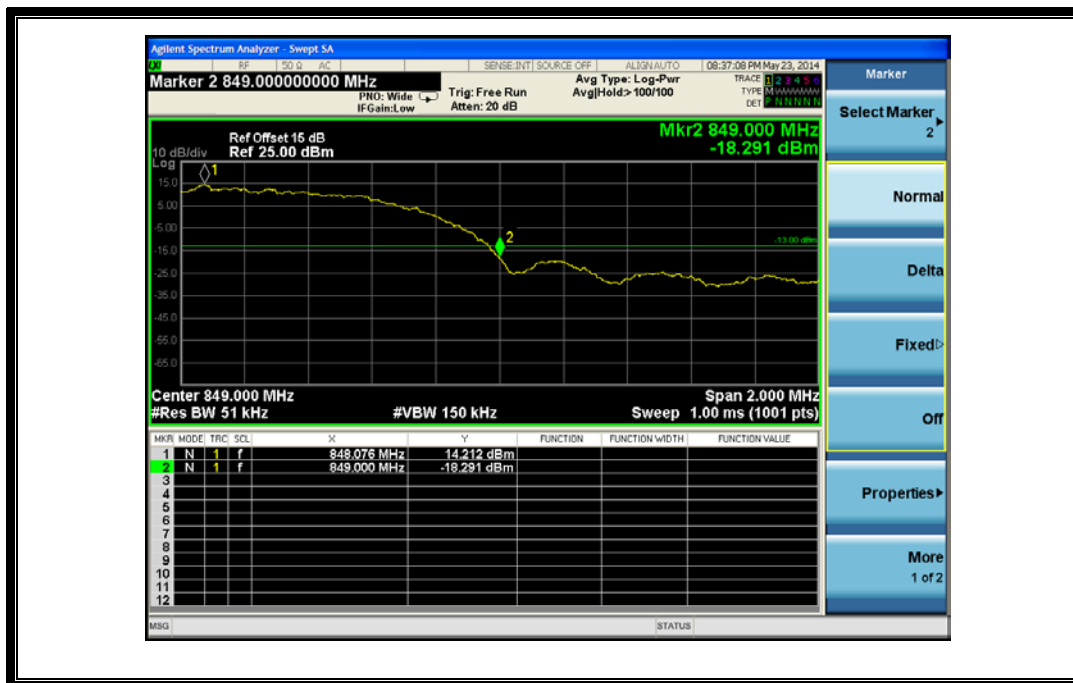 Agilent Spectrum Analyzer - Swept SA
RF 50 Ω AC SENSE:INT SOURCE OFF ALIGN AUTO 08:37:08 PM May 23, 2014
Marker 2 849.000000000 MHz
PNO: Wide
IFGain:Low
Trig: Free Run
Atten: 20 dB
Avg Type: Log-Pwr
Avg|Hold:>100/100
TRACE 1 2 3 4 5 6
TYPE M
DET P N N N N N
Ref Offset 15 dB
Ref 25.00 dBm
10 dB/div
Log
Mkr2 849.000 MHz
-18.291 dBm
15.0
5.00
-5.00
-15.0
-25.0
-35.0
-45.0
-55.0
-65.0
1
2
-13.00 dBm
Center 849.000 MHz
#Res BW 51 kHz
#VBW 150 kHz
Span 2.000 MHz
Sweep 1.00 ms (1001 pts)
MKR MODE TRC SCL X Y FUNCTION FUNCTION WIDTH FUNCTION VALUE
1 N 1 f 848.076 MHz 14.212 dBm
2 N 1 f 849.000 MHz -18.291 dBm
3
4
5
6
7
8
9
10
11
12
MSG STATUS
Marker
Select Marker
2
Normal
Delta
Fixed
Off
Properties
More
1 of 2